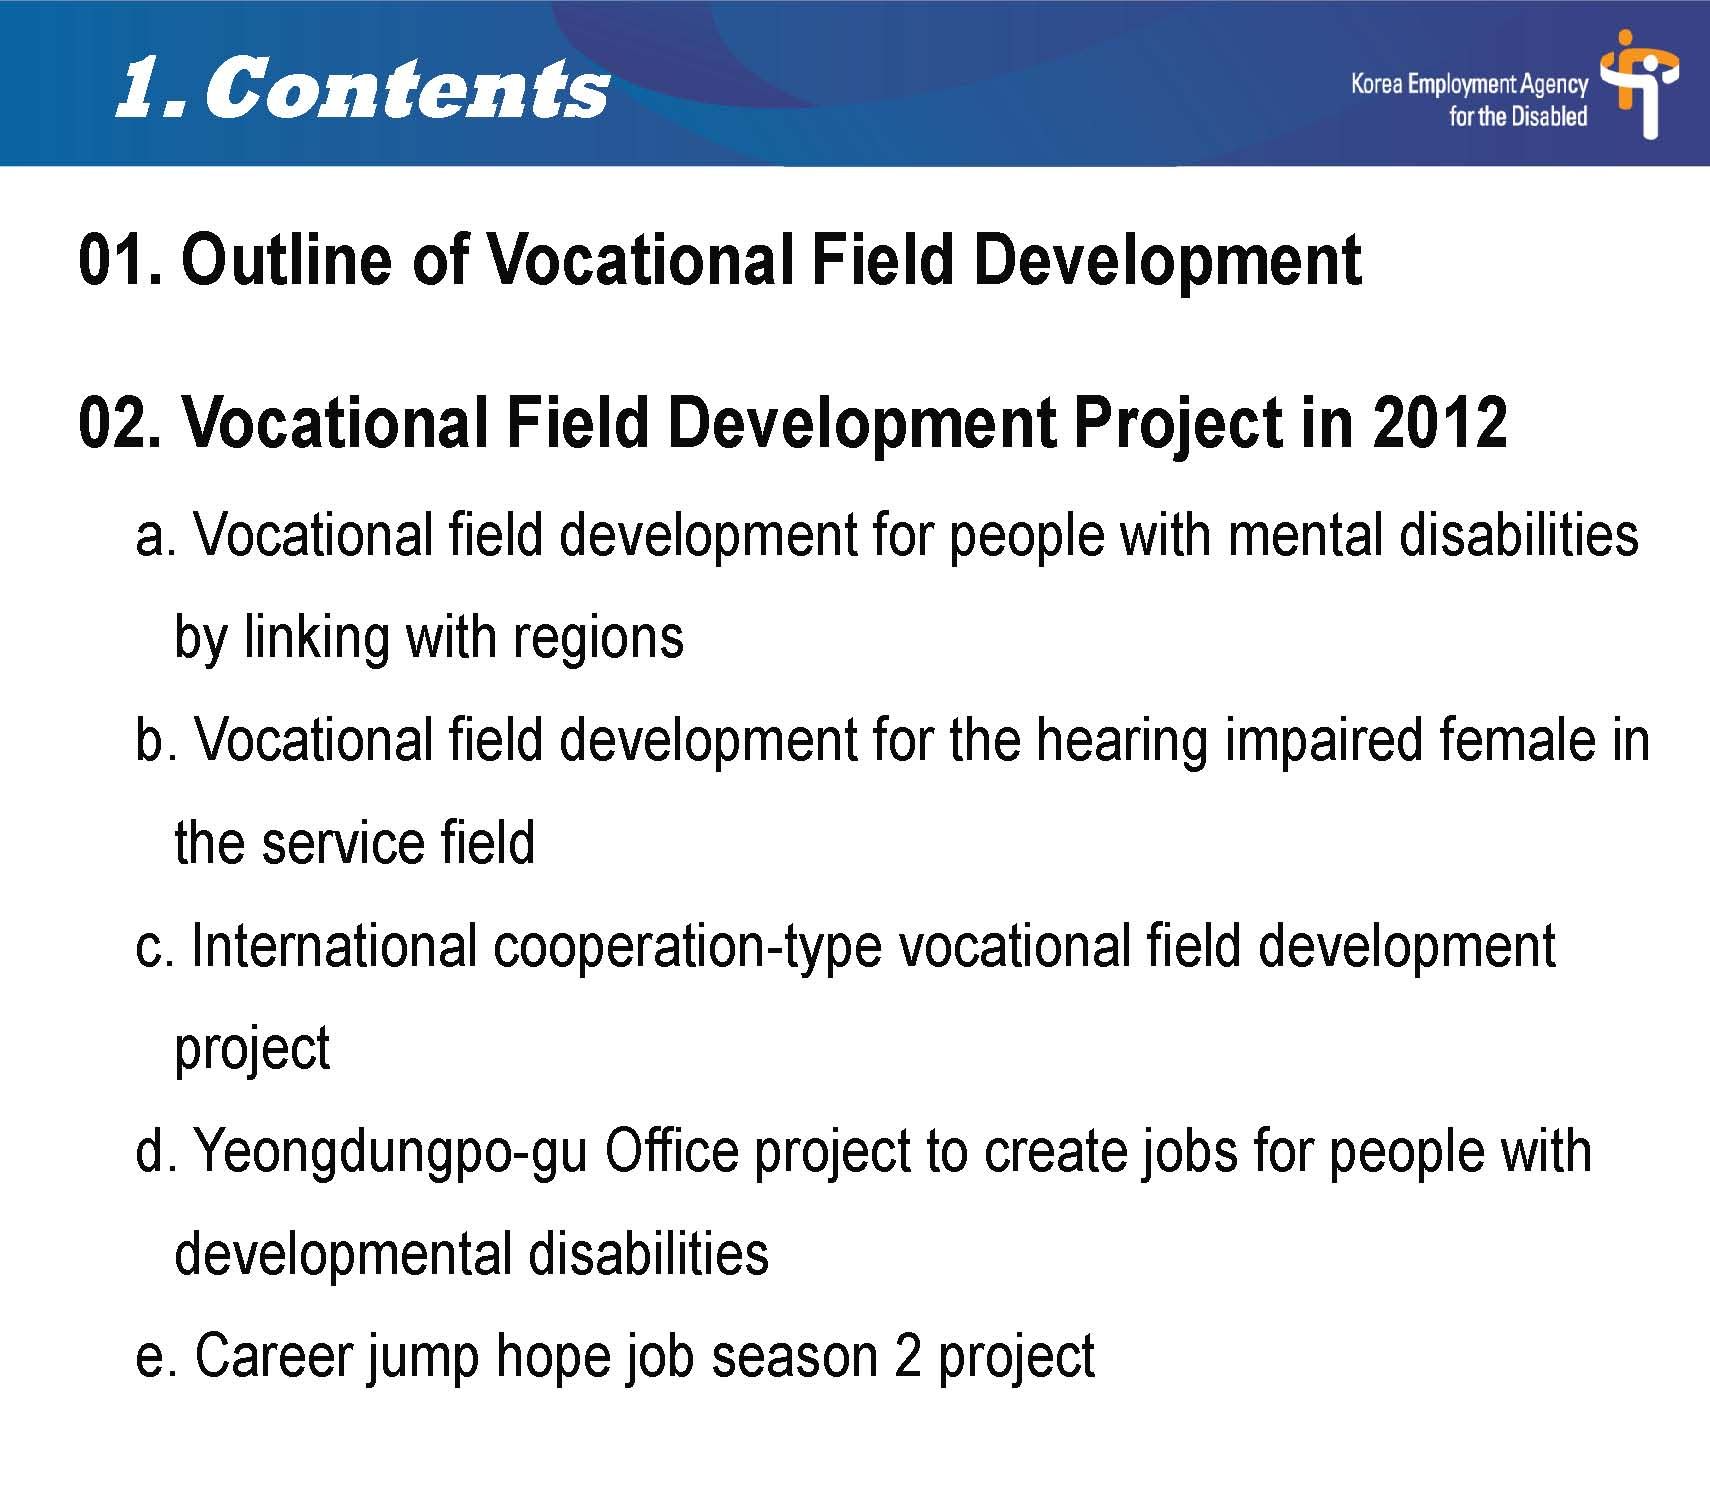 1. Contents
Korea Employment Agency
for the Disabled
01. Outline of Vocational Field Development
02. Vocational Field Development Project in 2012
a. Vocational field development for people with mental disabilities
by linking with regions
b. Vocational field development for the hearing impaired female in
the service field
c. International cooperation-type vocational field development
project
d. Yeongdungpo-gu Office project to create jobs for people with
developmental disabilities
e. Career jump hope job season 2 project